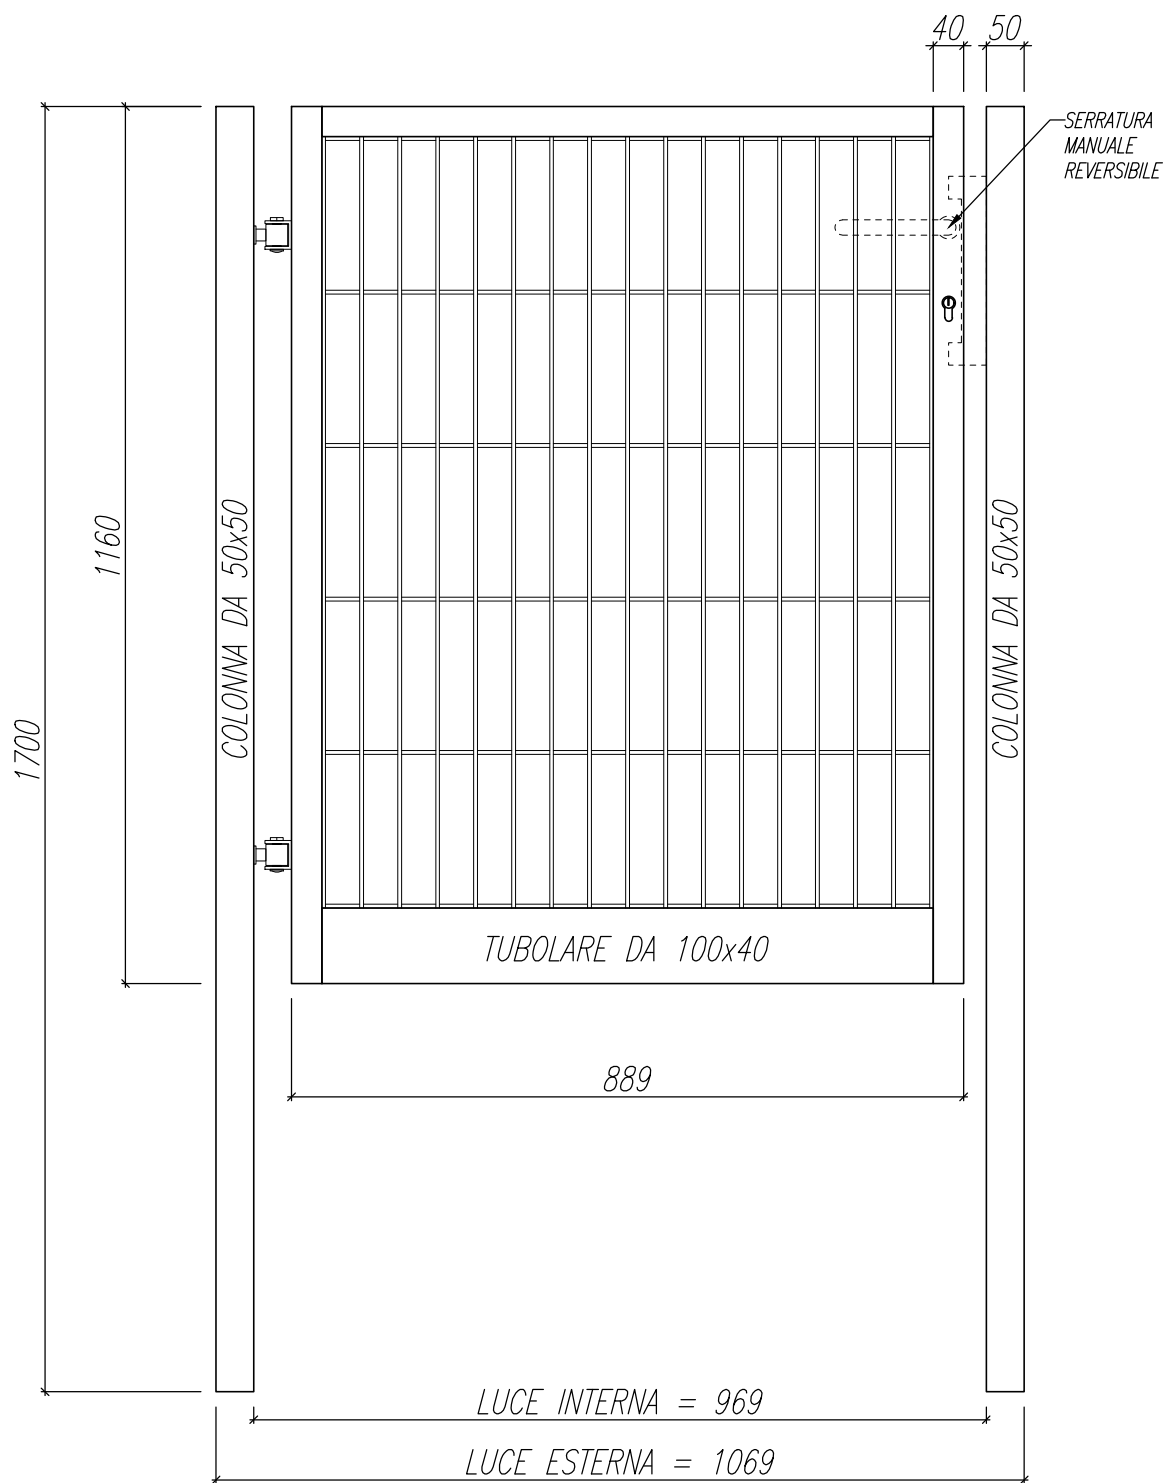 40
50
SERRATURA
MANUALE
REVERSIBILE
1160
COLONNA DA 50x50
COLONNA DA 50x50
1700
TUBOLARE DA 100x40
889
LUCE INTERNA = 969
LUCE ESTERNA = 1069